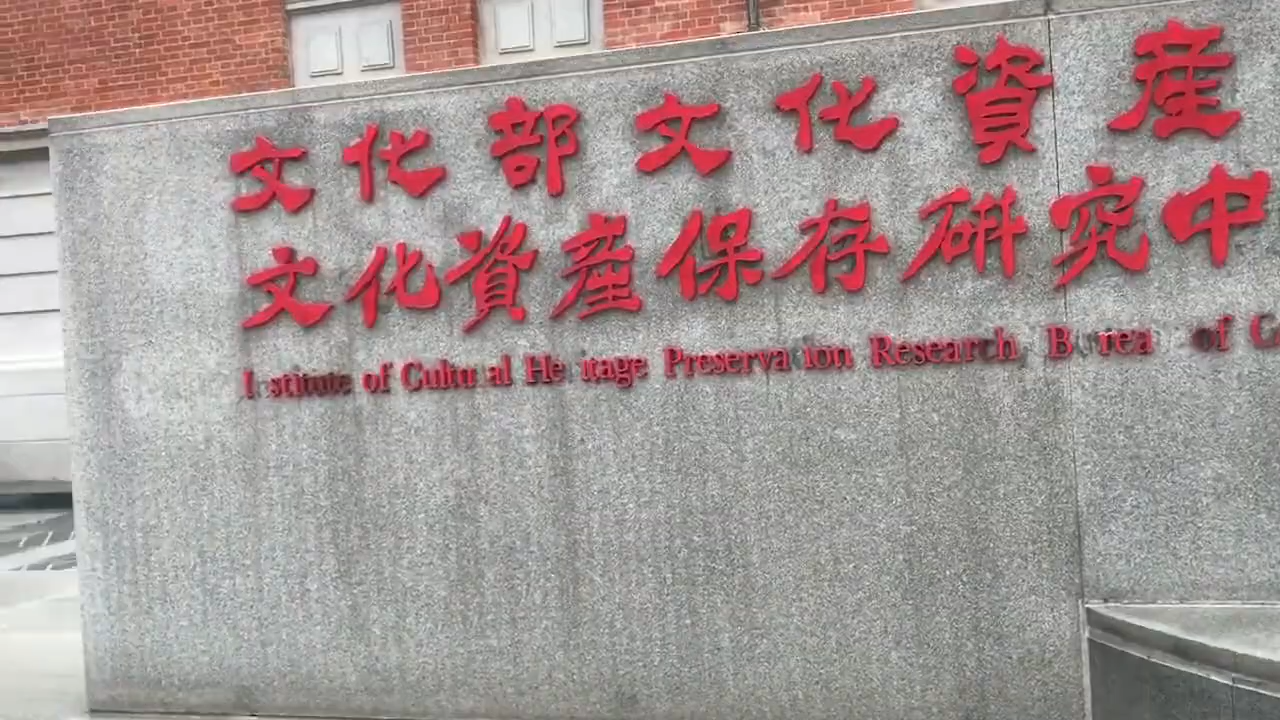 文化部文化資產
文化資產保存研究中
I stitute of Cultu al He itage Preserva ion Research, B rea of C